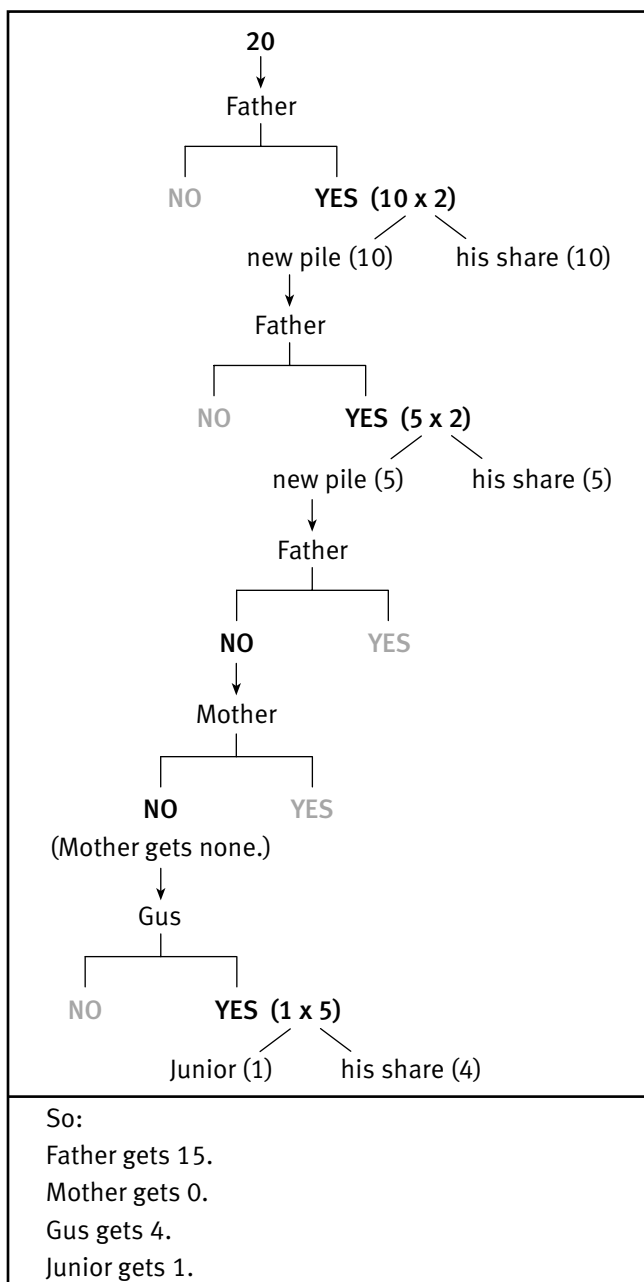 20
Father
NO YES (10 x 2)
new pile (10) his share (10)
Father
NO YES (5 x 2)
new pile (5) his share (5)
Father
NO YES
Mother
NO YES
(Mother gets none.)
Gus
NO YES (1 x 5)
Junior (1) his share (4)
So:
Father gets 15.
Mother gets 0.
Gus gets 4.
Junior gets 1.